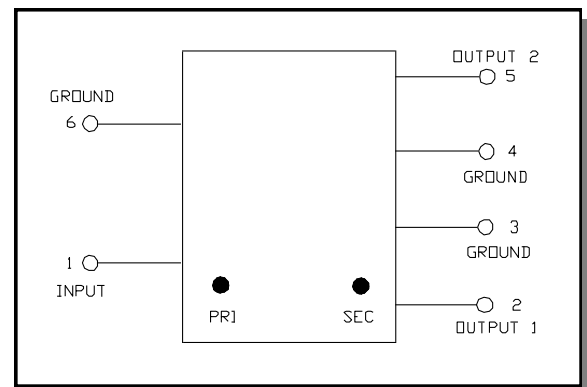 OUTPUT 2
5
GROUND
6
4
GROUND
3
GROUND
1
INPUT
PRI
SEC
2
OUTPUT 1